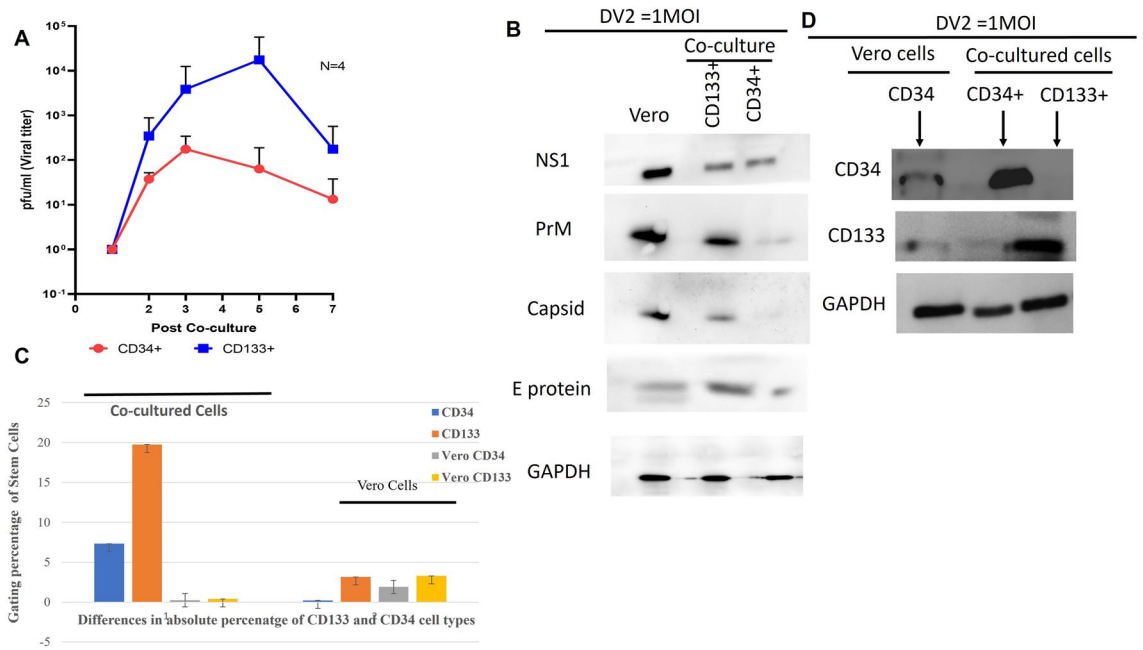 A
10⁵
10⁴
10³
10²
10¹
10⁰
10⁻¹
pfu/ml (Viral titer)
N=4
0 2 3 4 5 6 7
Post Co-culture
CD34+ CD133+
B
DV2 =1MOI
Co-culture
Vero CD133+ CD34+
NS1
PrM
Capsid
E protein
GAPDH
C
Co-cultured Cells
25
20
15
10
5
0
-5
Gating percentage of Stem Cells
CD34
CD133
Vero CD34
Vero CD133
Vero Cells
1 2
Differences in absolute percenatge of CD133 and CD34 cell types
D
DV2 =1MOI
Vero cells Co-cultured cells
CD34 CD34+ CD133+
CD34
CD133
GAPDH